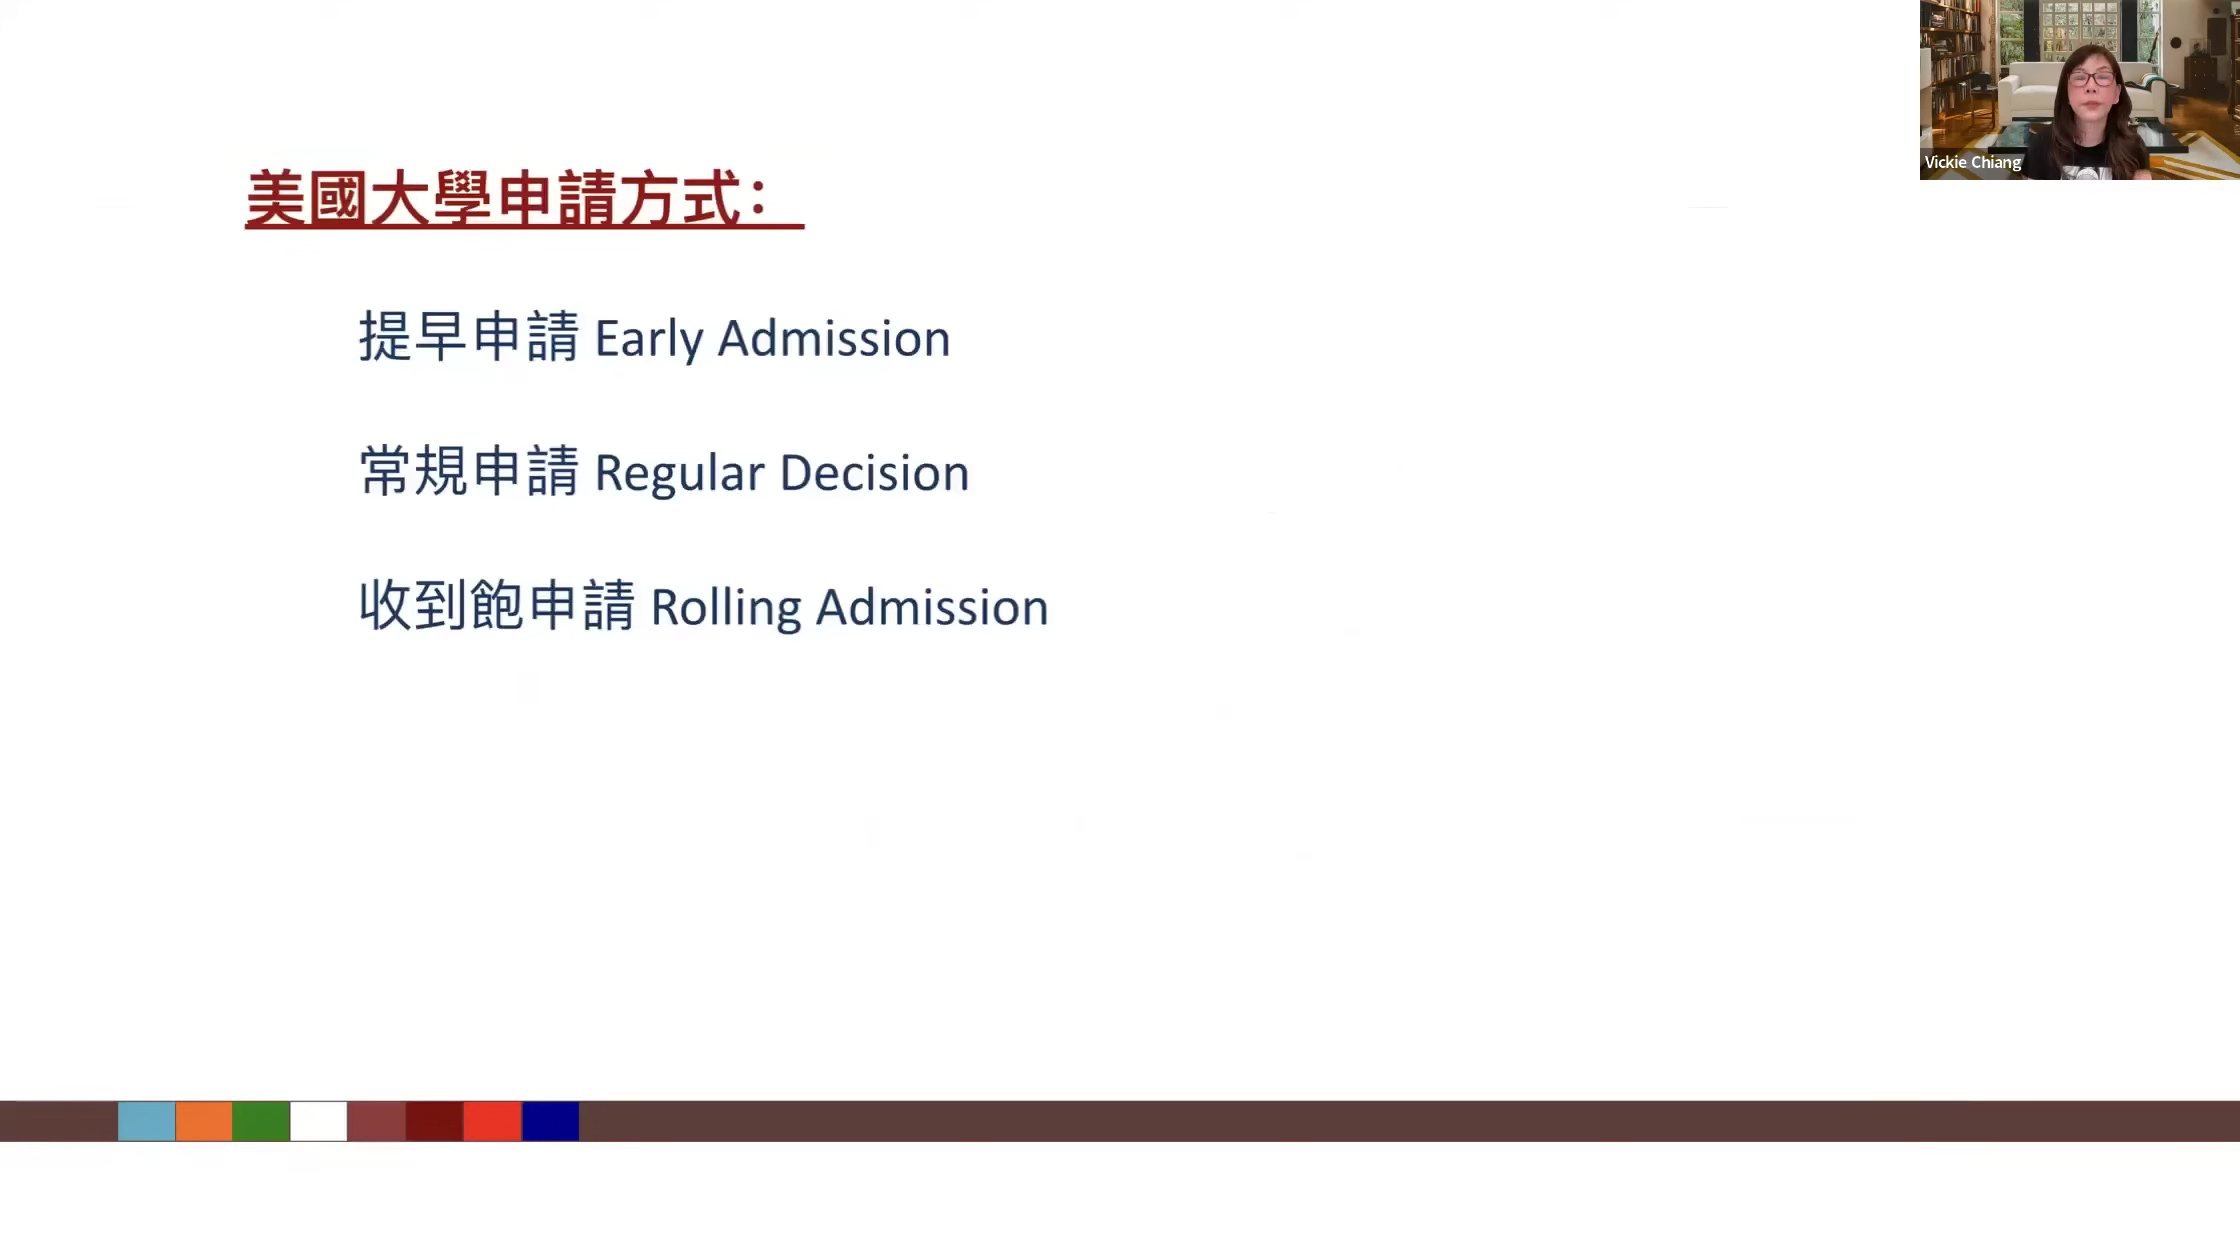 美國大學申請方式：
提早申請 Early Admission
常規申請 Regular Decision
收到飽申請 Rolling Admission
Vickie Chiang